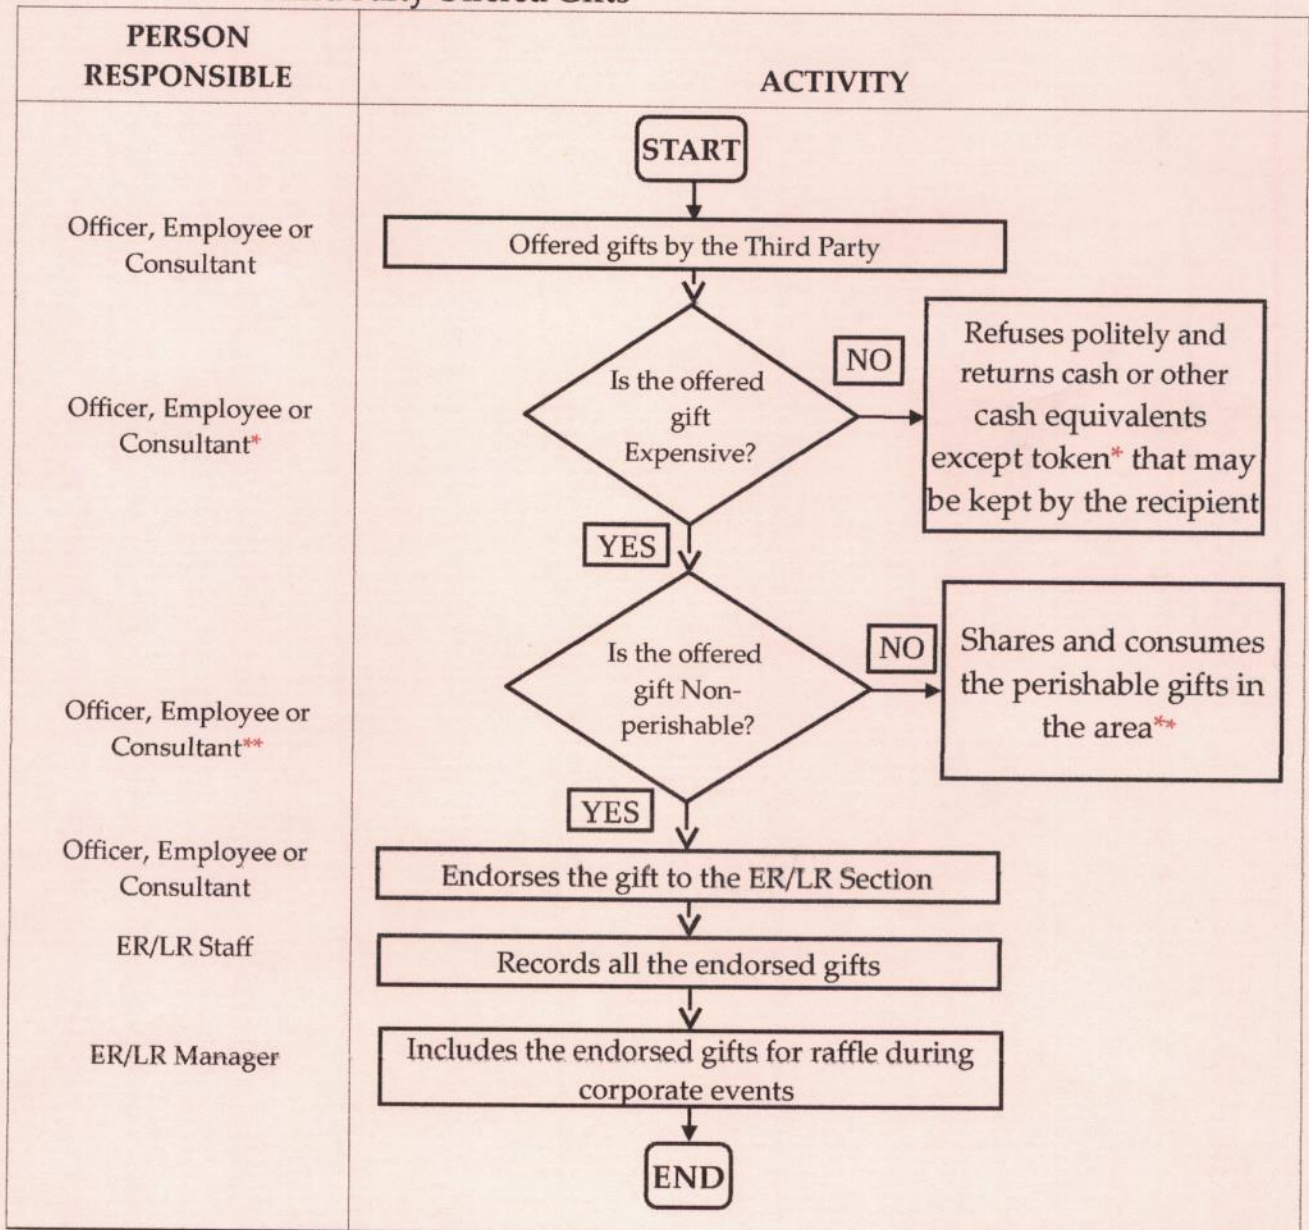 Party Offered Gifts
PERSON
RESPONSIBLE
ACTIVITY
START
Officer, Employee or
Consultant
Offered gifts by the Third Party
Officer, Employee or
Consultant*
Is the offered
gift
Expensive?
NO
Refuses politely and
returns cash or other
cash equivalents
except token* that may
be kept by the recipient
YES
Officer, Employee or
Consultant**
Is the offered
gift Non-
perishable?
NO
Shares and consumes
the perishable gifts in
the area**
YES
Officer, Employee or
Consultant
Endorses the gift to the ER/LR Section
ER/LR Staff
Records all the endorsed gifts
ER/LR Manager
Includes the endorsed gifts for raffle during
corporate events
END